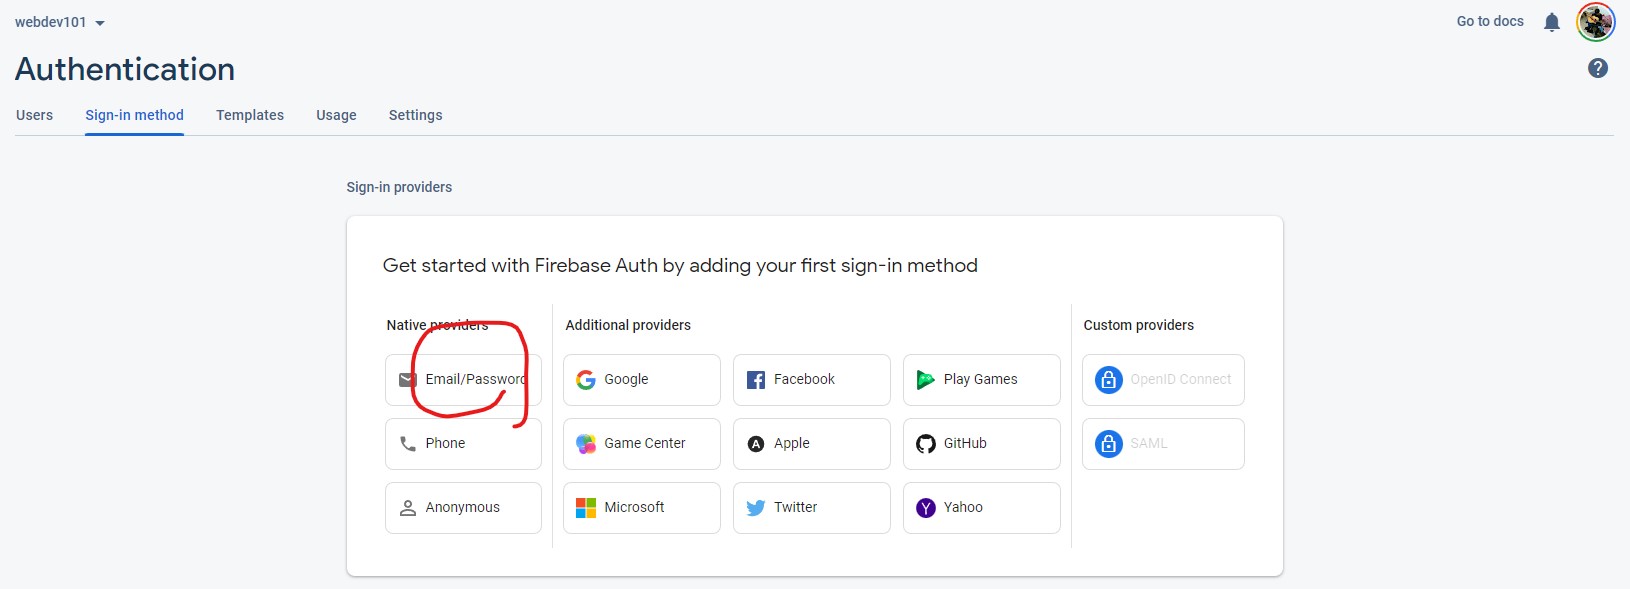 webdev101
Go to docs
Authentication
?
Users Sign-in method Templates Usage Settings
Sign-in providers
Get started with Firebase Auth by adding your first sign-in method
Native providers Additional providers Custom providers
Email/Password Google Facebook Play Games OpenID Connect
Phone Game Center Apple GitHub SAML
Anonymous Microsoft Twitter Yahoo